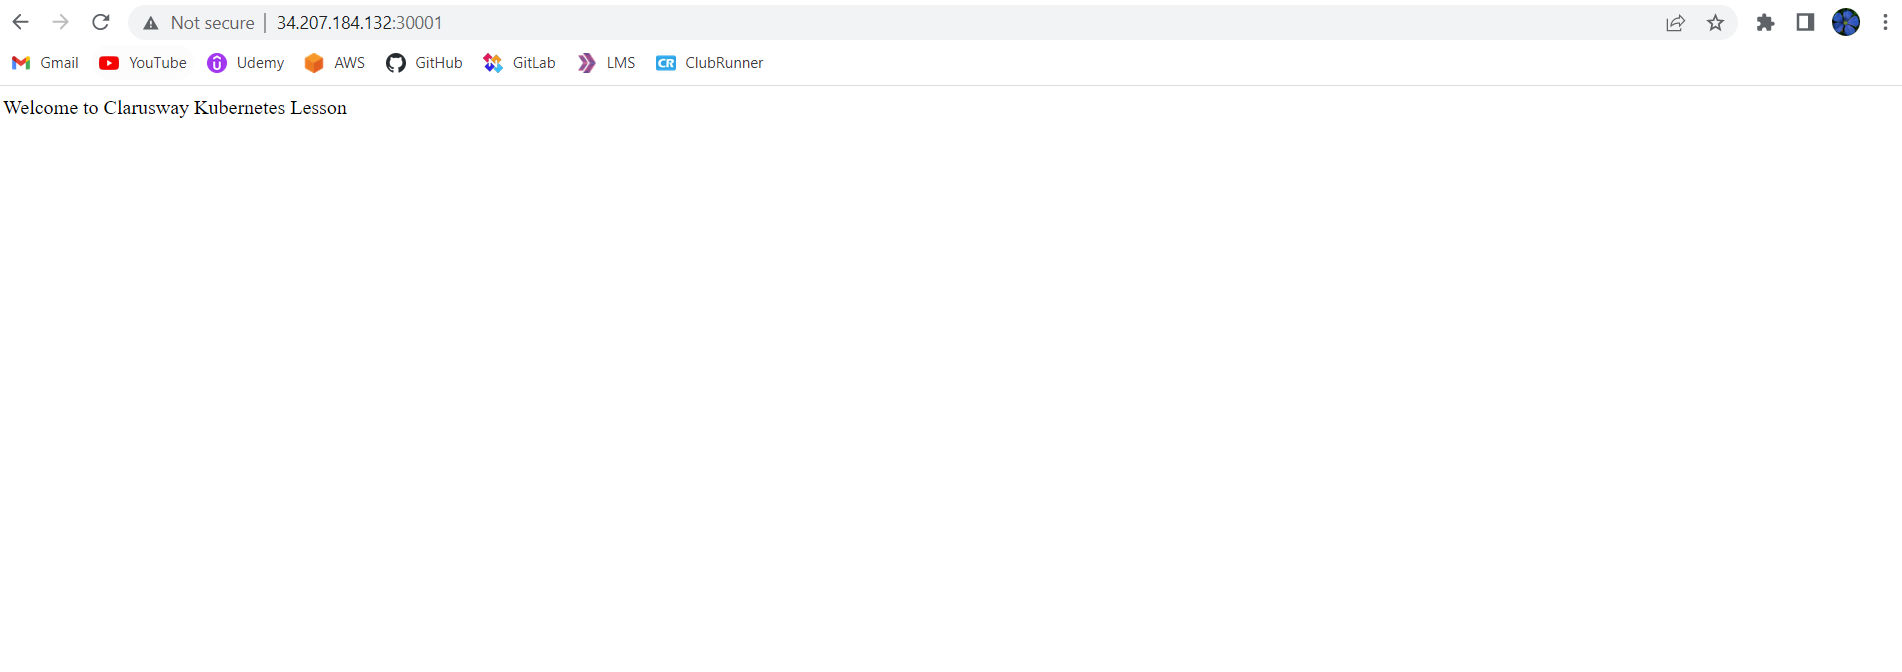 Not secure | 34.207.184.132:30001
Gmail YouTube Udemy AWS GitHub GitLab LMS CR ClubRunner
Welcome to Clarusway Kubernetes Lesson